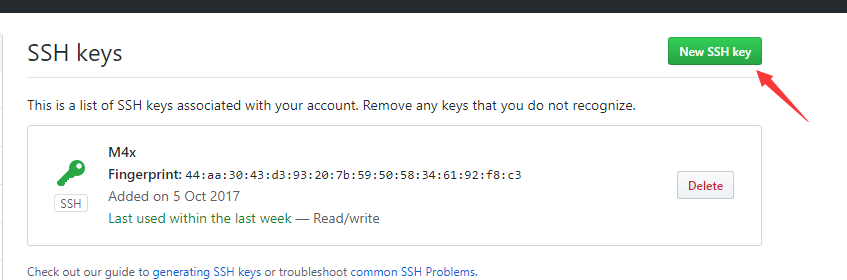 SSH keys
New SSH key
This is a list of SSH keys associated with your account. Remove any keys that you do not recognize.
M4x
Fingerprint: 44:aa:30:43:d3:93:20:7b:59:50:58:34:61:92:f8:c3
Added on 5 Oct 2017
Last used within the last week — Read/write
SSH
Delete
Check out our guide to generating SSH keys or troubleshoot common SSH Problems.